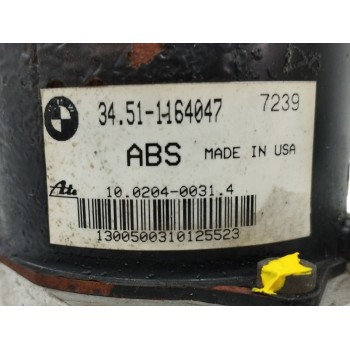 34.51-1164047 7239
ABS MADE IN USA
Ate
10.0204-0031.4
1300500310125523